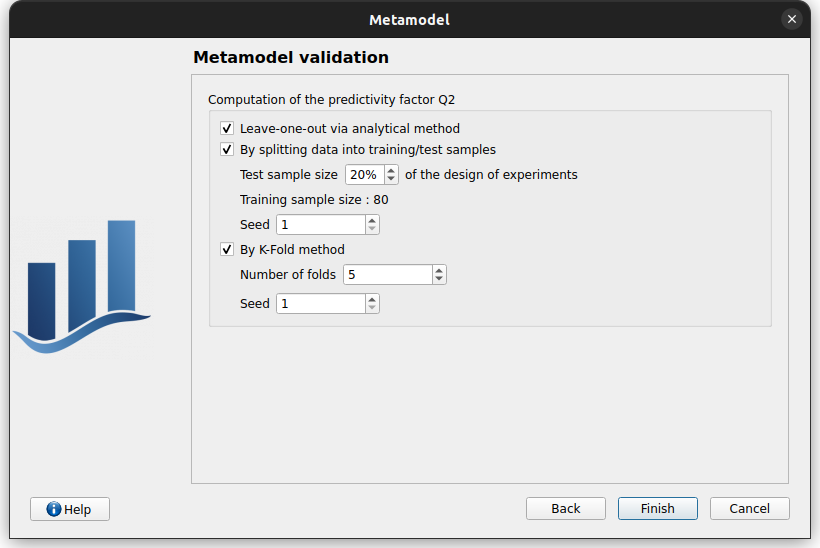 Metamodel
Metamodel validation
Computation of the predictivity factor Q2
Leave-one-out via analytical method
By splitting data into training/test samples
Test sample size 20% of the design of experiments
Training sample size : 80
Seed 1
By K-Fold method
Number of folds 5
Seed 1
Help Back Finish Cancel